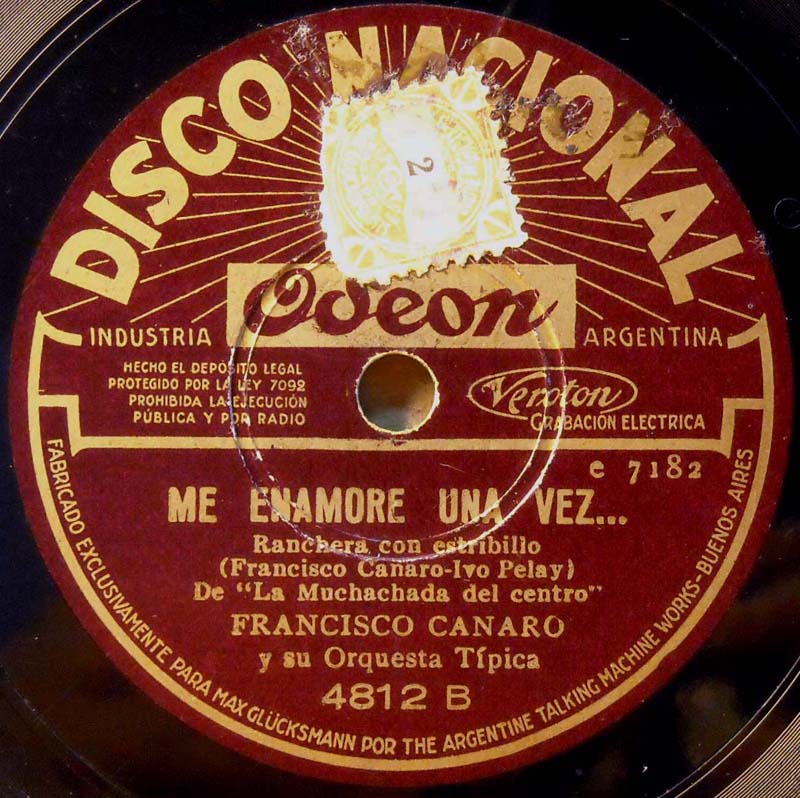 DISCO NACIONAL
2
Odeon
INDUSTRIA ARGENTINA
HECHO EL DEPÓSITO LEGAL
PROTEGIDO POR LA LEY 7092
PROHIBIDA LA EJECUCIÓN
PÚBLICA Y POR RADIO
Veroton
GRABACIÓN ELECTRICA
e 7182
ME ENAMORE UNA VEZ...
Ranchera con estribillo
(Francisco Canaro-Ivo Pelay)
De "La Muchachada del centro"
FRANCISCO CANARO
y su Orquesta Típica
4812 B
FABRICADO EXCLUSIVAMENTE PARA MAX GLÜCKSMANN POR THE ARGENTINE TALKING MACHINE WORKS-BUENOS AIRES